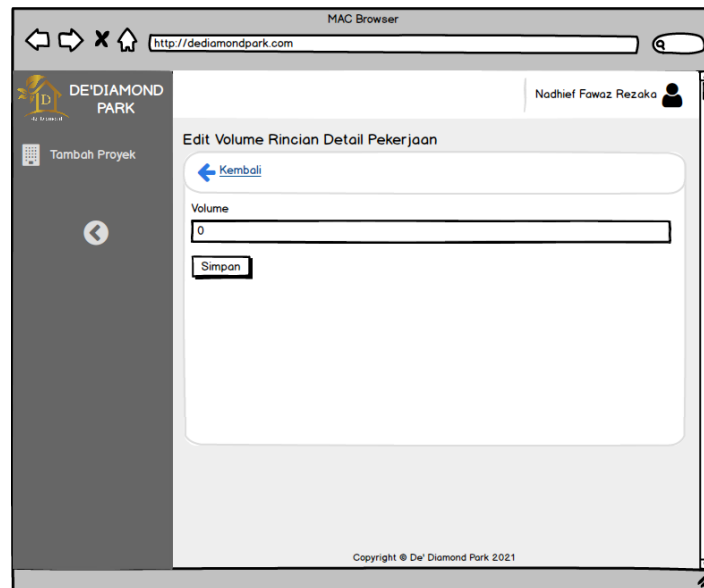 MAC Browser
http://dediamondpark.com
DE'DIAMOND
PARK
Nadhief Fawaz Rezaka
Tambah Proyek
Edit Volume Rincian Detail Pekerjaan
Kembali
Volume
0
Simpan
Copyright © De' Diamond Park 2021